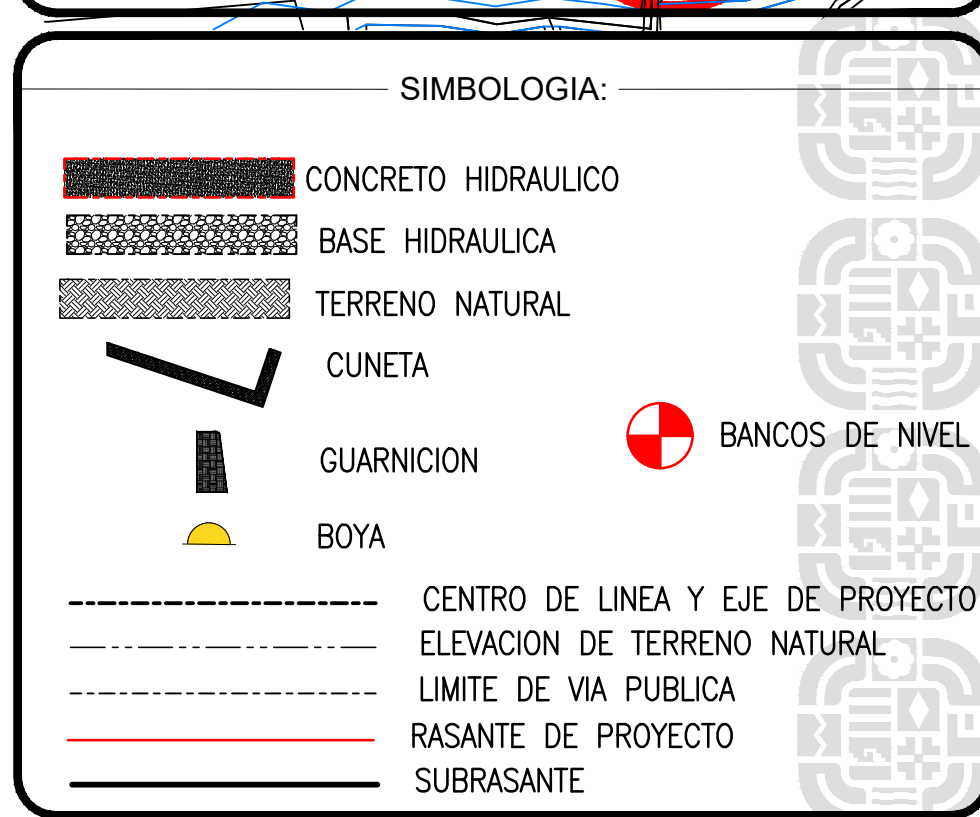 SIMBOLOGIA:
CONCRETO HIDRAULICO
BASE HIDRAULICA
TERRENO NATURAL
CUNETA
BANCOS DE NIVEL
GUARNICION
BOYA
CENTRO DE LINEA Y EJE DE PROYECTO
ELEVACION DE TERRENO NATURAL
LIMITE DE VIA PUBLICA
RASANTE DE PROYECTO
SUBRASANTE